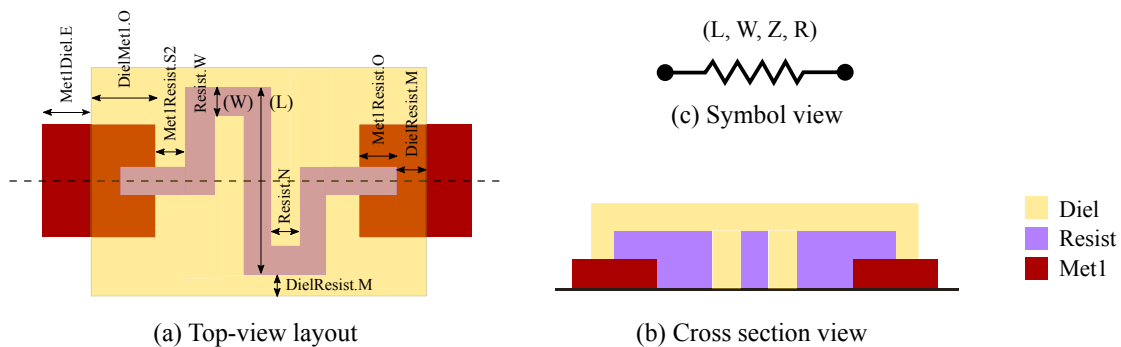 Met1Diel.E
DielMet1.O
Met1Resist.S2
Resist.W
(W)
(L)
Resist.N
Met1Resist.O
DielResist.M
DielResist.M
(a) Top-view layout
(L, W, Z, R)
(c) Symbol view
(b) Cross section view
Diel
Resist
Met1